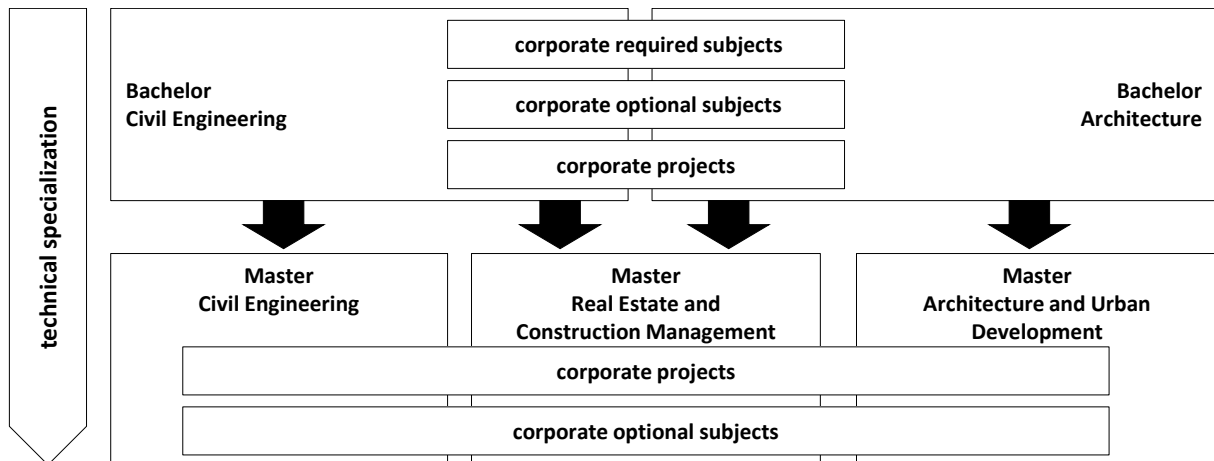 technical specialization
Bachelor
Civil Engineering
corporate required subjects
corporate optional subjects
corporate projects
Bachelor
Architecture
Master
Civil Engineering
Master
Real Estate and
Construction Management
Master
Architecture and Urban
Development
corporate projects
corporate optional subjects